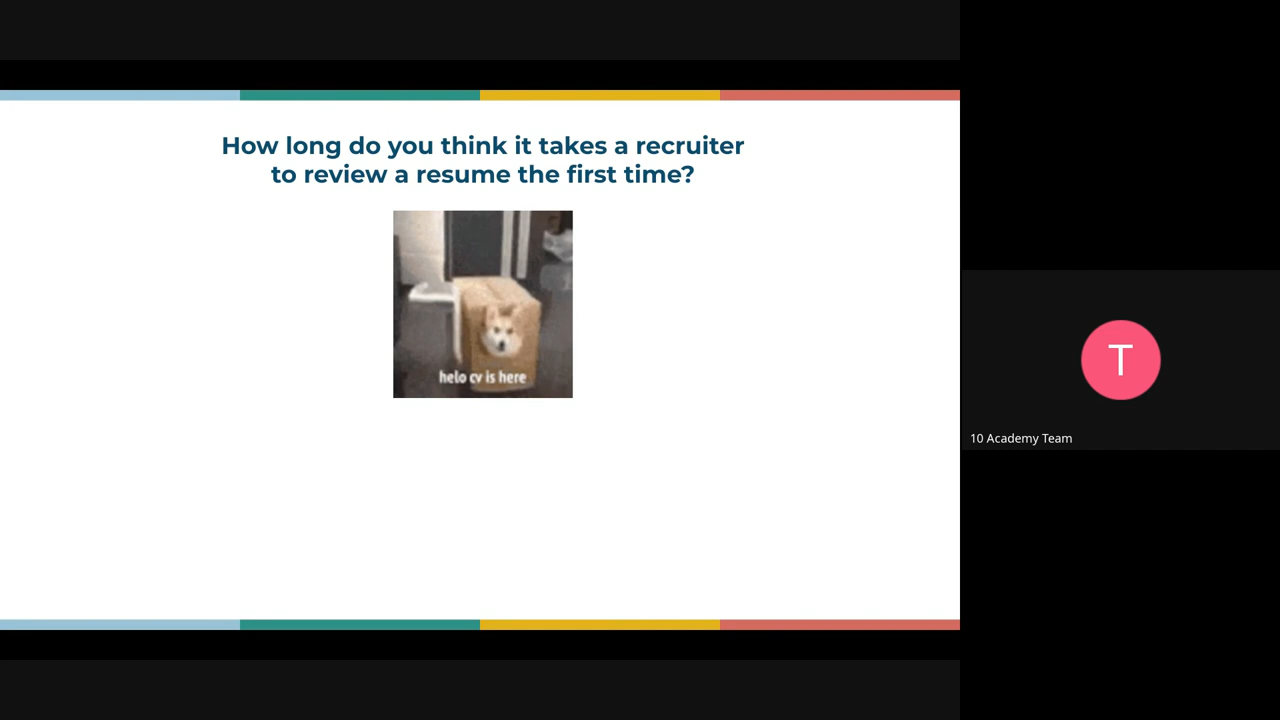 How long do you think it takes a recruiter
to review a resume the first time?
helo cv is here
T
10 Academy Team